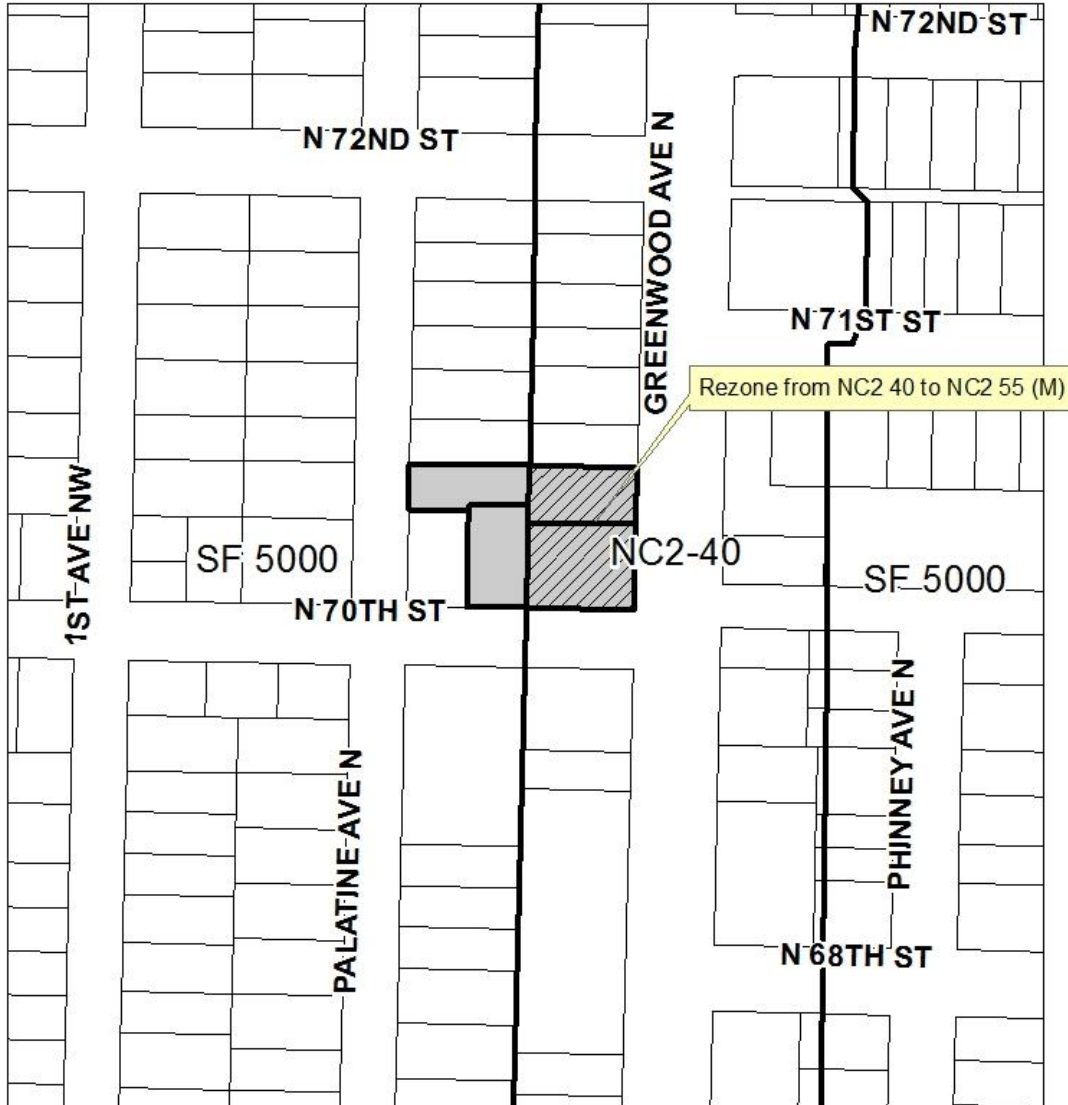 N 72ND ST
N 72ND ST
GREENWOOD AVE N
N 71ST ST
Rezone from NC2 40 to NC2 55 (M)
1ST AVE NW
SF 5000
NC2-40
SF 5000
N 70TH ST
PALATINE AVE N
PHINNEY AVE N
N 68TH ST